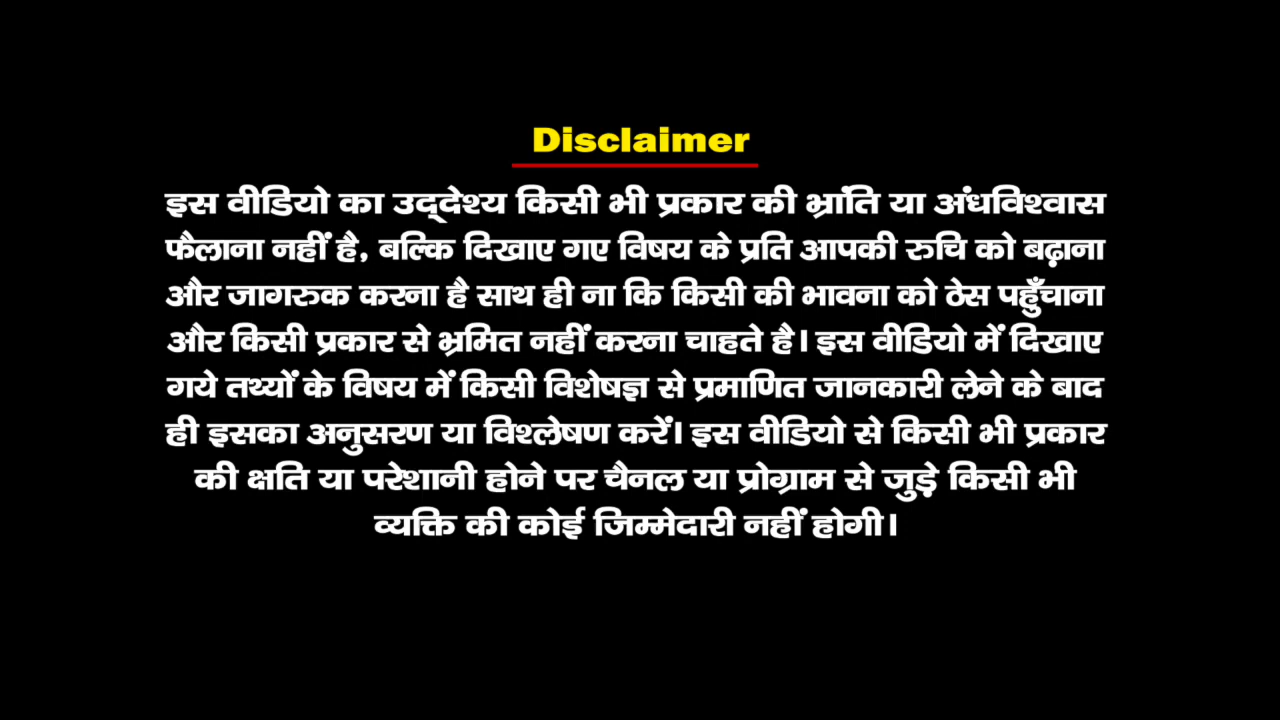 Disclaimer
इस वीडियो का उद्‌देश्य किसी भी प्रकार की भ्रांति या अंधविश्वास
फैलाना नहीं है, बल्कि दिखाए गए विषय के प्रति आपकी रुचि को बढ़ाना
और जागरुक करना है साथ ही ना कि किसी की भावना को ठेस पहुँचाना
और किसी प्रकार से भ्रमित नहीं करना चाहते है। इस वीडियो में दिखाए
गये तथ्यों के विषय में किसी विशेषज्ञ से प्रमाणित जानकारी लेने के बाद
ही इसका अनुसरण या विश्लेषण करें। इस वीडियो से किसी भी प्रकार
की क्षति या परेशानी होने पर चैनल या प्रोग्राम से जुड़े किसी भी
व्यक्ति की कोई जिम्मेदारी नहीं होगी।